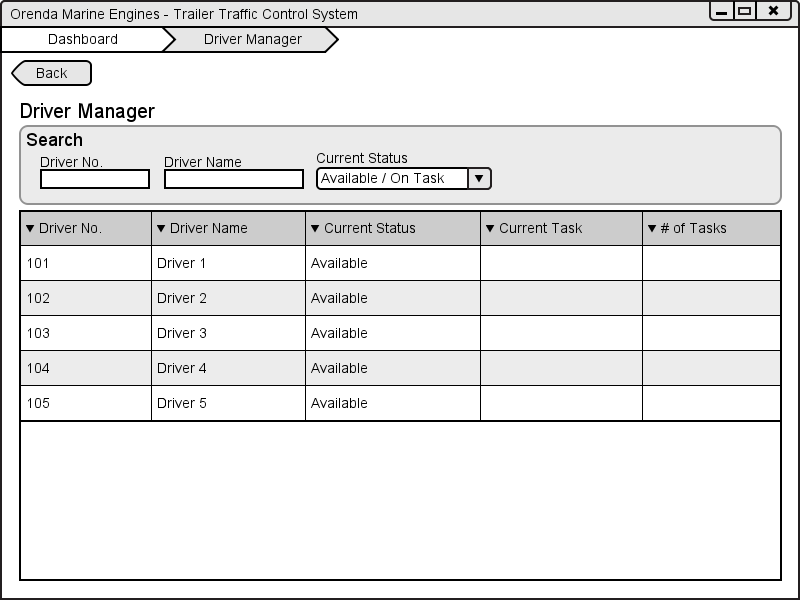 Orenda Marine Engines - Trailer Traffic Control System
Dashboard Driver Manager
Back
Driver Manager
Search
Driver No. Driver Name Current Status
Available / On Task
Driver No. Driver Name Current Status Current Task # of Tasks
101 Driver 1 Available
102 Driver 2 Available
103 Driver 3 Available
104 Driver 4 Available
105 Driver 5 Available